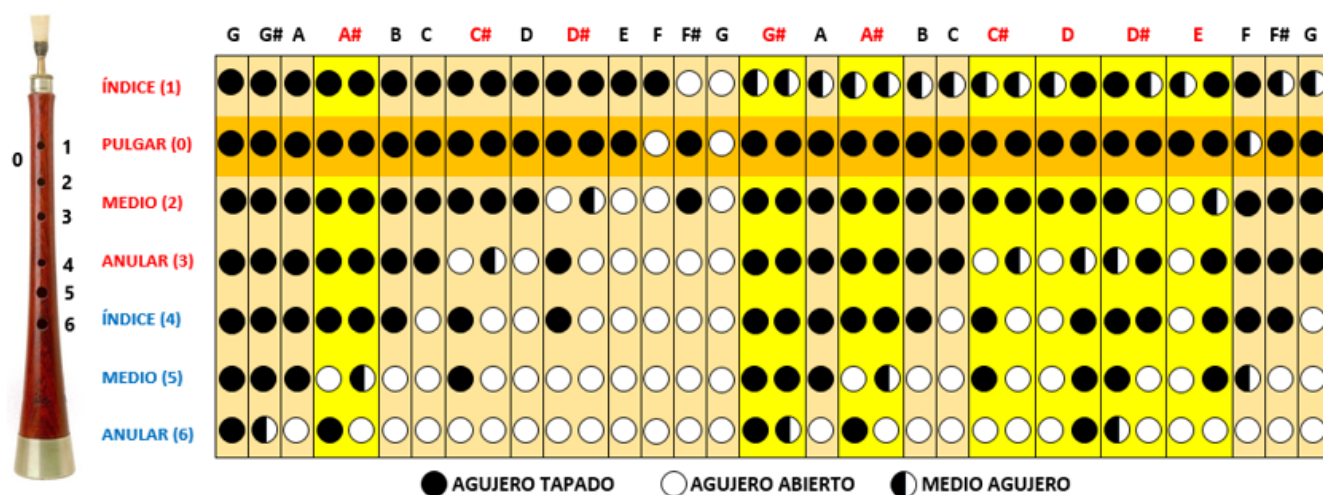 G G# A A# B C C# D D# E F F# G G# A A# B C C# D D# E F F# G
ÍNDICE (1)
PULGAR (0)
MEDIO (2)
ANULAR (3)
ÍNDICE (4)
MEDIO (5)
ANULAR (6)
0
1
2
3
4
5
6
AGUJERO TAPADO AGUJERO ABIERTO MEDIO AGUJERO